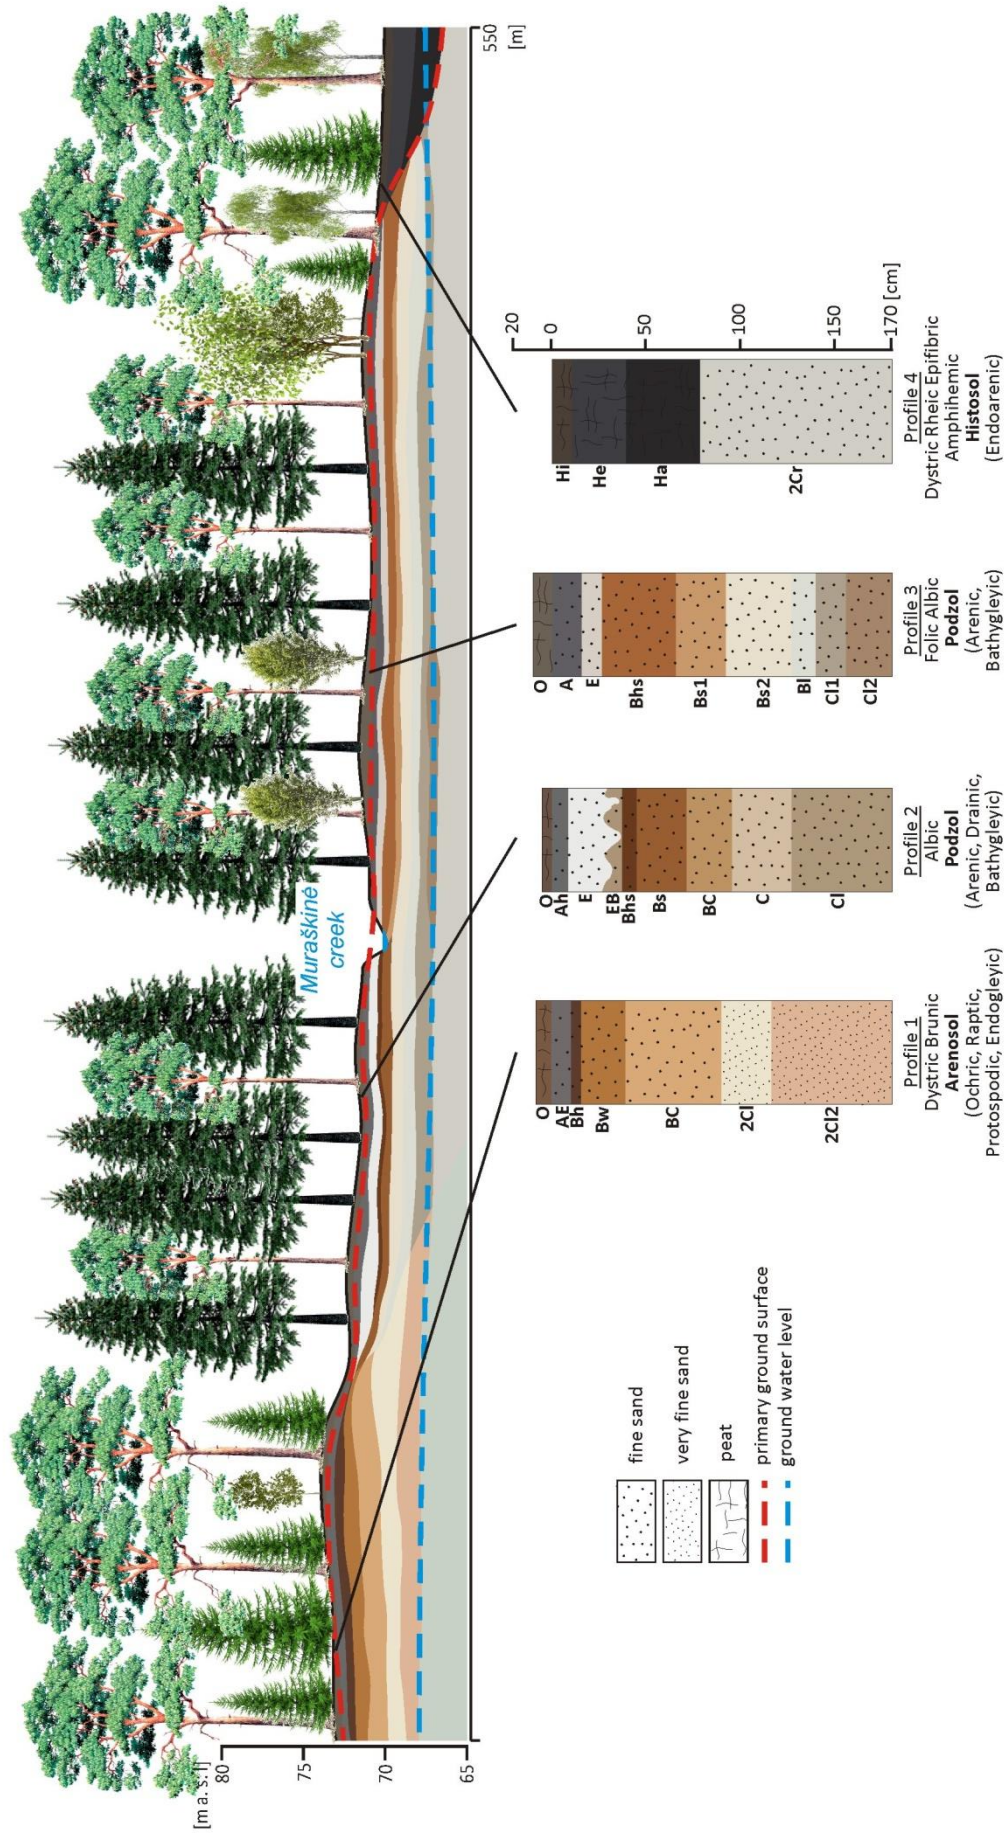 [m a. s. l]
80
75
70
65
550
[m]
Muraškinė
creek
O
AE
Bh
Bw
BC
2Cl
2Cl2
Profile 1
Dystric Brunic
Arenosol
(Ochric, Raptic,
Protospodic, Endogleyic)
O
Ah
E
EB
Bhs
Bs
BC
C
Cl
Profile 2
Albic
Podzol
(Arenic, Drainic,
Bathygleyic)
O
A
E
Bhs
Bs1
Bs2
Bl
Cl1
Cl2
Profile 3
Folic Albic
Podzol
(Arenic,
Bathygleyic)
Hi
He
Ha
2Cr
Profile 4
Dystric Rheic Epifibric
Amphihemic
Histosol
(Endoarenic)
20
0
50
100
150
170 [cm]
fine sand
very fine sand
peat
primary ground surface
ground water level